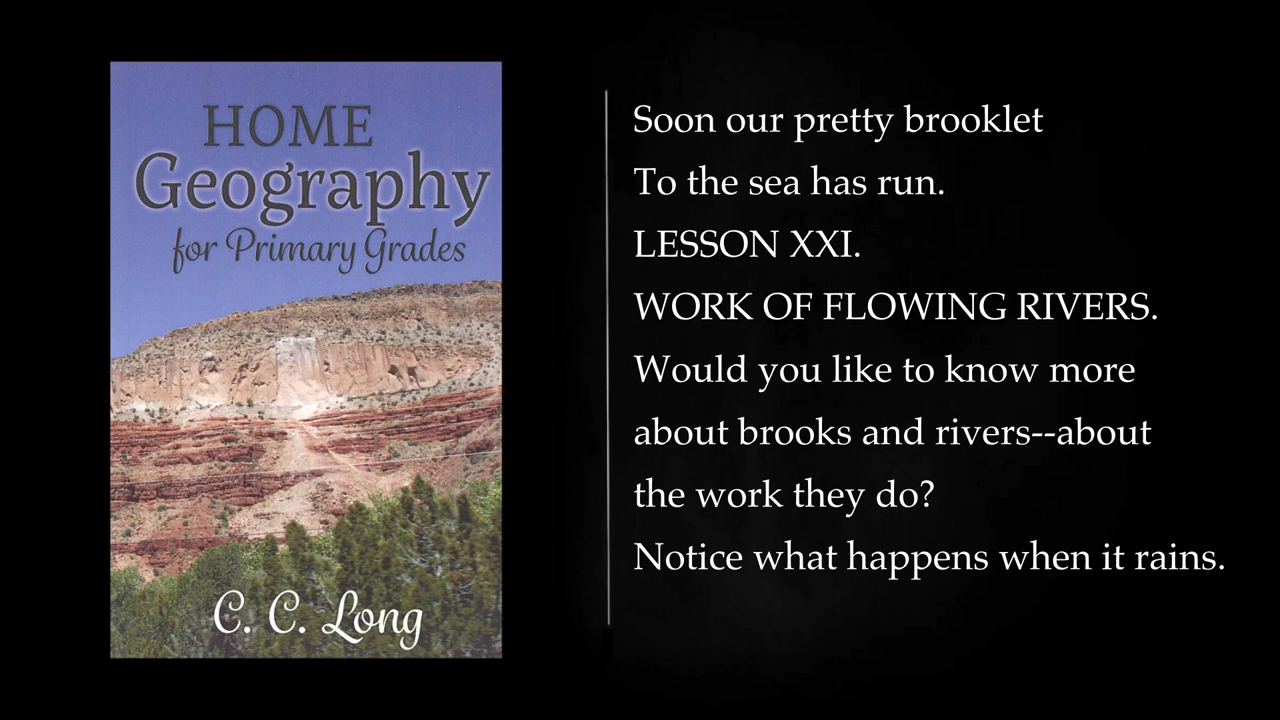 HOME
Geography
for Primary Grades
C. C. Long
Soon our pretty brooklet
To the sea has run.
LESSON XXI.
WORK OF FLOWING RIVERS.
Would you like to know more
about brooks and rivers--about
the work they do?
Notice what happens when it rains.